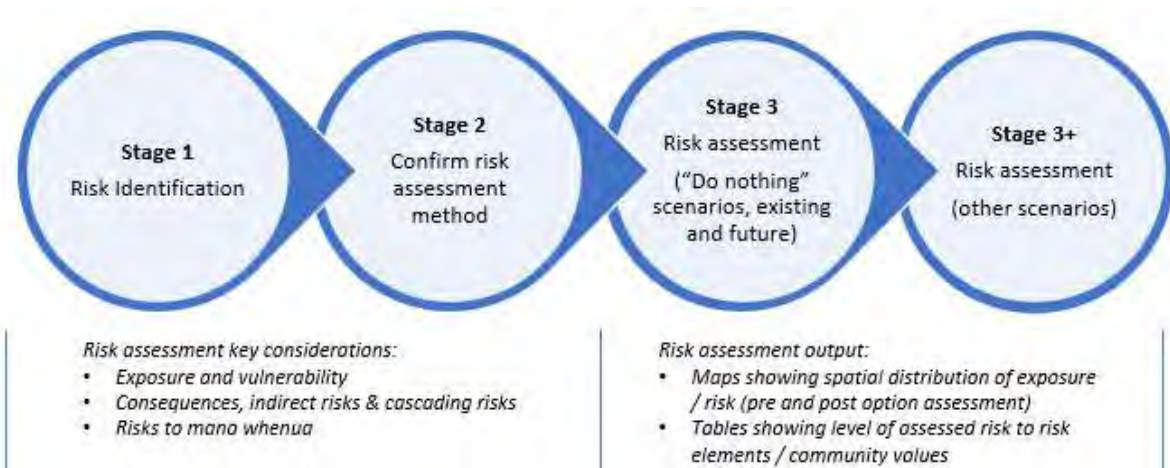 Stage 1
Risk Identification
Stage 2
Confirm risk
assessment
method
Stage 3
Risk assessment
("Do nothing"
scenarios, existing
and future)
Stage 3+
Risk assessment
(other scenarios)
Risk assessment key considerations:
• Exposure and vulnerability
• Consequences, indirect risks & cascading risks
• Risks to mana whenua
Risk assessment output:
• Maps showing spatial distribution of exposure
/ risk (pre and post option assessment)
• Tables showing level of assessed risk to risk
elements / community values